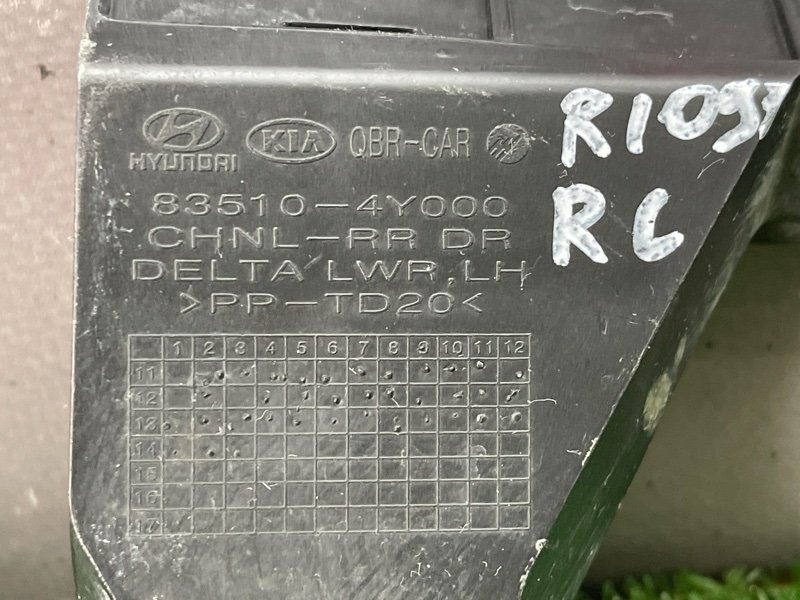 HYUNDAI KIA QBR-CAR
83510-4Y000
CHNL-RR DR
DELTA LWR, LH
>PP-TD20<
1 2 3 4 5 6 7 8 9 10 11 12
11
12
13
14
15
16
17
R6